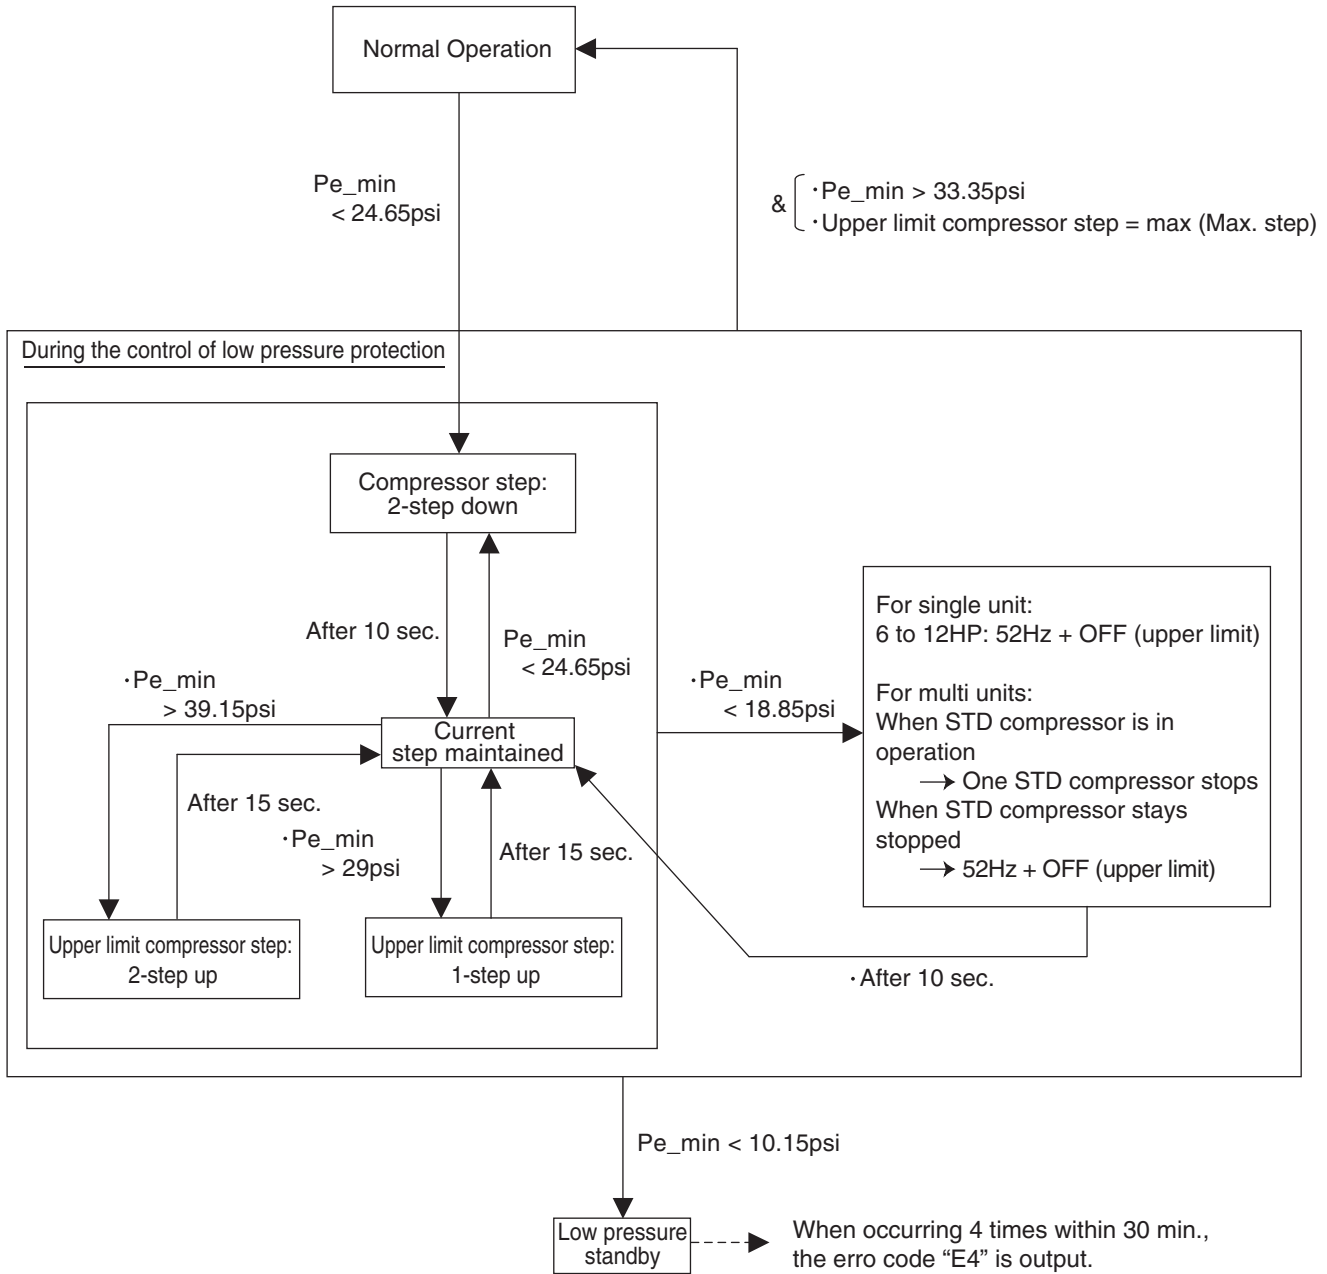 Normal Operation
Pe_min
< 24.65psi
&
·Pe_min > 33.35psi
·Upper limit compressor step = max (Max. step)
During the control of low pressure protection
Compressor step:
2-step down
After 10 sec.
Pe_min
< 24.65psi
·Pe_min
> 39.15psi
Current
step maintained
After 15 sec.
·Pe_min
> 29psi
After 15 sec.
Upper limit compressor step:
2-step up
Upper limit compressor step:
1-step up
·Pe_min
< 18.85psi
For single unit:
6 to 12HP: 52Hz + OFF (upper limit)
For multi units:
When STD compressor is in
operation
→ One STD compressor stops
When STD compressor stays
stopped
→ 52Hz + OFF (upper limit)
·After 10 sec.
Pe_min < 10.15psi
Low pressure
standby
When occurring 4 times within 30 min.,
the erro code “E4” is output.